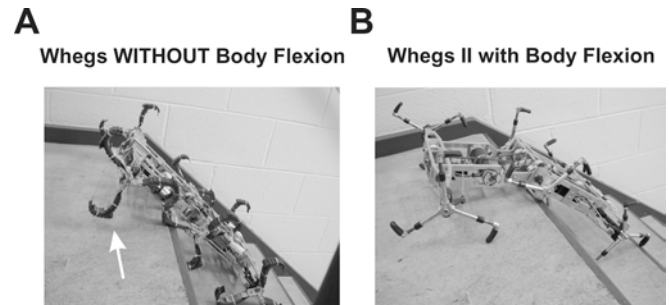 A
Whegs WITHOUT Body Flexion
B
Whegs II with Body Flexion